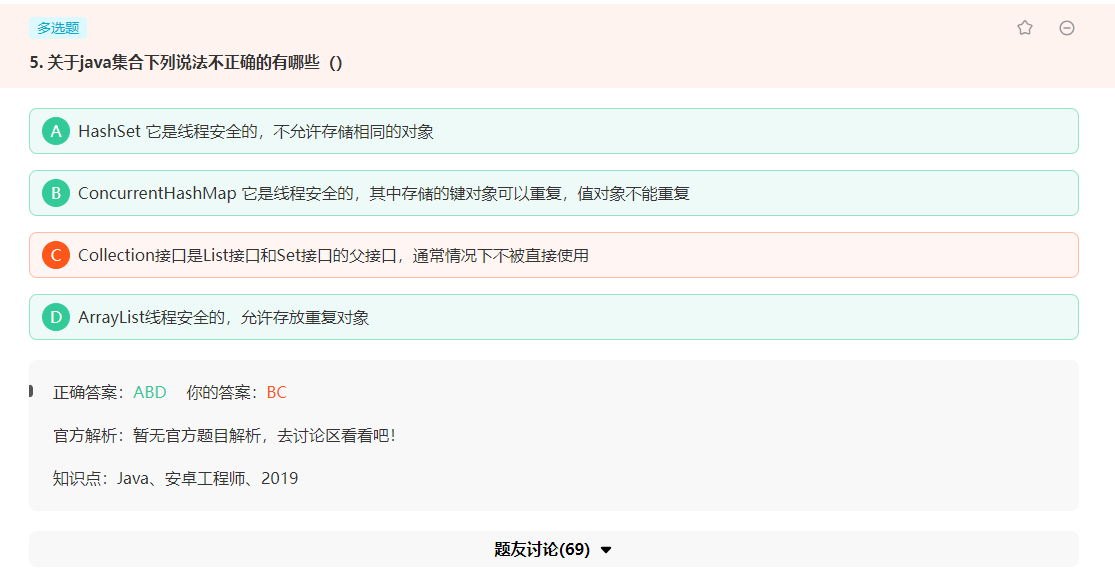 多选题
5. 关于java集合下列说法不正确的有哪些（）
A HashSet 它是线程安全的，不允许存储相同的对象
B ConcurrentHashMap 它是线程安全的，其中存储的键对象可以重复，值对象不能重复
C Collection接口是List接口和Set接口的父接口，通常情况下不被直接使用
D ArrayList线程安全的，允许存放重复对象
正确答案：ABD 你的答案：BC
官方解析：暂无官方题目解析，去讨论区看看吧！
知识点：Java、安卓工程师、2019
题友讨论(69)